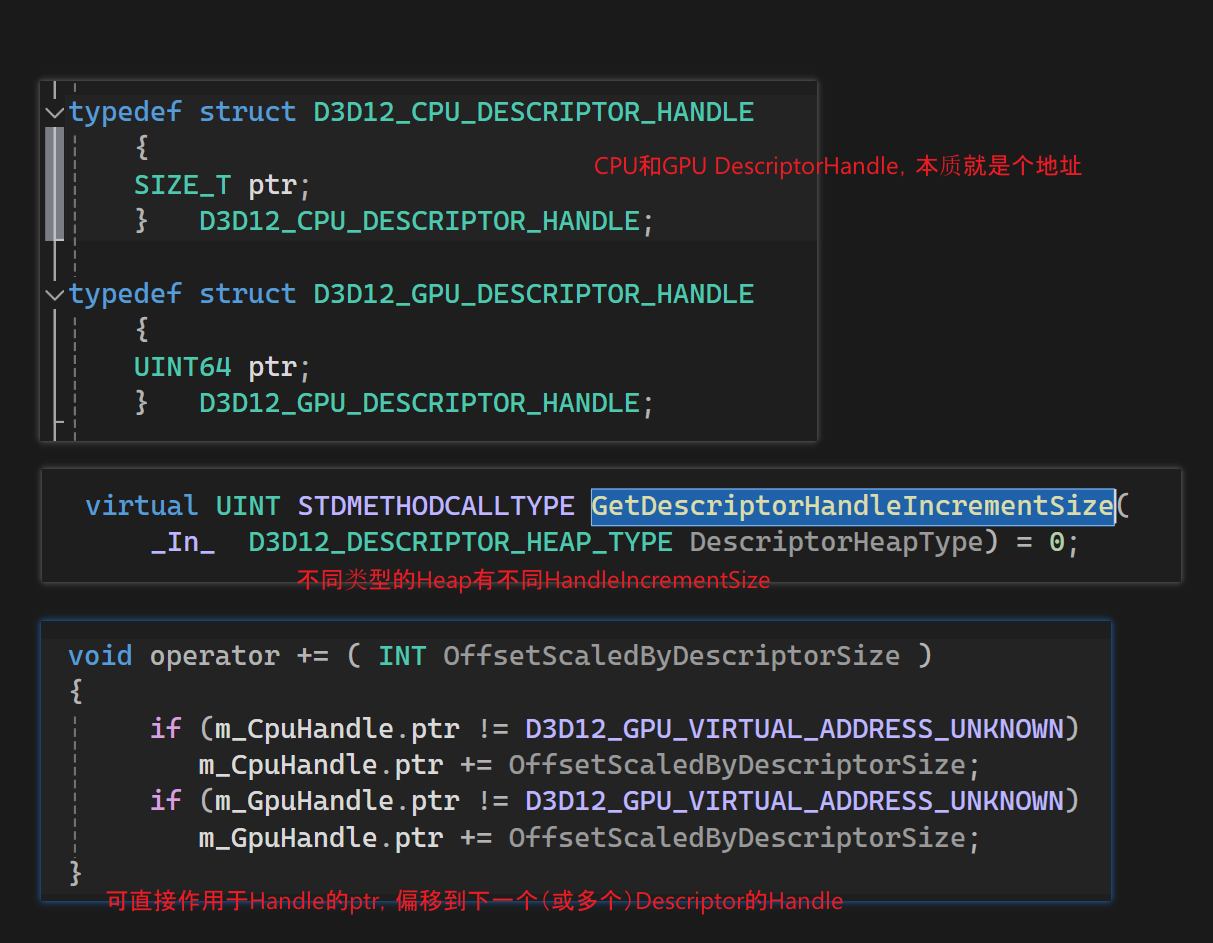 typedef struct D3D12_CPU_DESCRIPTOR_HANDLE
{
CPU和GPU DescriptorHandle, 本质就是个地址
SIZE_T ptr;
} D3D12_CPU_DESCRIPTOR_HANDLE;
typedef struct D3D12_GPU_DESCRIPTOR_HANDLE
{
UINT64 ptr;
} D3D12_GPU_DESCRIPTOR_HANDLE;
virtual UINT STDMETHODCALLTYPE GetDescriptorHandleIncrementSize(
_In_ D3D12_DESCRIPTOR_HEAP_TYPE DescriptorHeapType) = 0;
不同类型的Heap有不同HandleIncrementSize
void operator += ( INT OffsetScaledByDescriptorSize )
{
if (m_CpuHandle.ptr != D3D12_GPU_VIRTUAL_ADDRESS_UNKNOWN)
m_CpuHandle.ptr += OffsetScaledByDescriptorSize;
if (m_GpuHandle.ptr != D3D12_GPU_VIRTUAL_ADDRESS_UNKNOWN)
m_GpuHandle.ptr += OffsetScaledByDescriptorSize;
}
可直接作用于Handle的ptr, 偏移到下一个(或多个)Descriptor的Handle